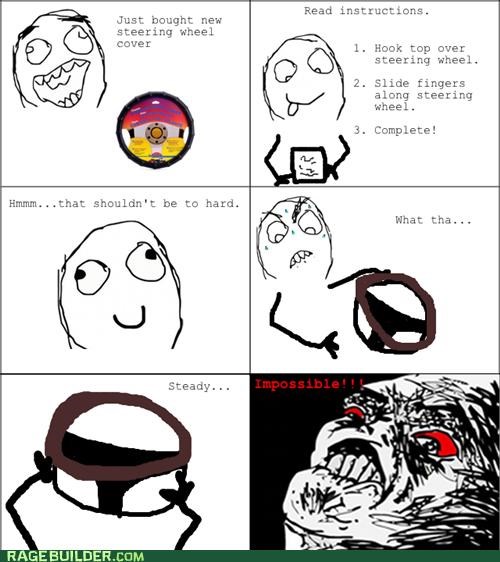 Just bought new
steering wheel
cover
Read instructions.
1. Hook top over
steering wheel.
2. Slide fingers
along steering
wheel.
3. Complete!
Hmmm...that shouldn't be to hard.
What tha...
Steady...
Impossible!!!
RAGEBUILDER.COM